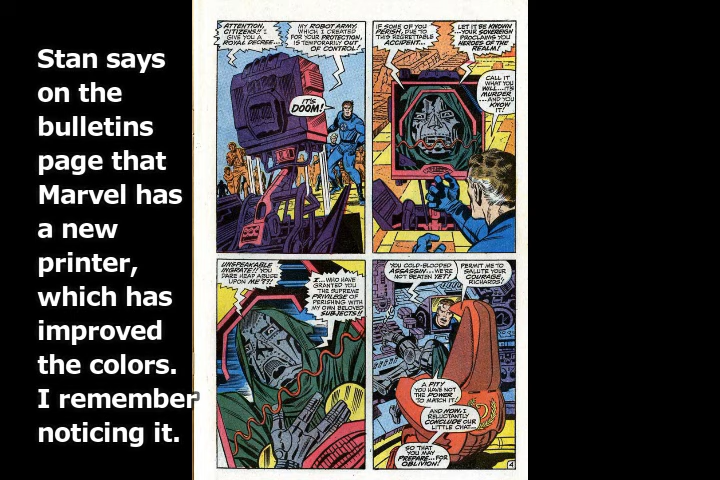 Stan says
on the
bulletins
page that
Marvel has
a new
printer,
which has
improved
the colors.
I remember
noticing it.
ATTENTION,
CITIZENS!! I
GIVE YOU A
ROYAL DECREE...
MY ROBOT ARMY,
WHICH I CREATED
FOR YOUR PROTECTION,
IS TEMPORARILY OUT
OF CONTROL!
IT'S
DOOM!
IF SOME OF YOU
PERISH, DUE TO
THIS REGRETTABLE
ACCIDENT...
LET IT BE KNOWN
...YOUR SOVEREIGN
PROCLAIMS YOU
HEROES OF THE
REALM!
CALL IT
WHAT YOU
WILL...IT'S
MURDER
...AND YOU
KNOW
IT!
UNSPEAKABLE
INGRATE!! YOU
DARE HEAP ABUSE
UPON ME?!!
I... WHO HAVE
GRANTED YOU
THE SUPREME
PRIVILEGE OF
PERISHING WITH
MY OWN BELOVED
SUBJECTS!!
YOU COLD-BLOODED
ASSASSIN...WE'RE
NOT BEATEN YET!
PERMIT ME TO
SALUTE YOUR
COURAGE,
RICHARDS!
A PITY
YOU HAVE NOT
THE POWER
TO MATCH IT!
AND NOW, I
RELUCTANTLY
CONCLUDE OUR
LITTLE CHAT...
SO THAT
YOU MAY
PREPARE...FOR
OBLIVION!
4